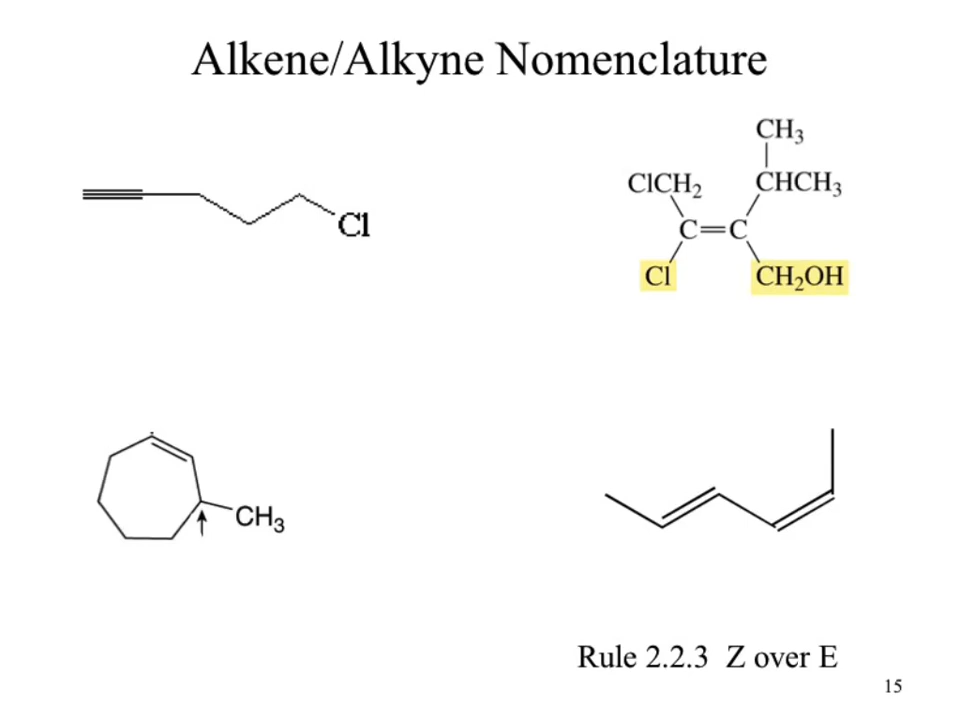 Alkene/Alkyne Nomenclature
Cl
CH₃
ClCH₂ CHCH₃
C=C
Cl CH₂OH
CH₃
Rule 2.2.3 Z over E
15